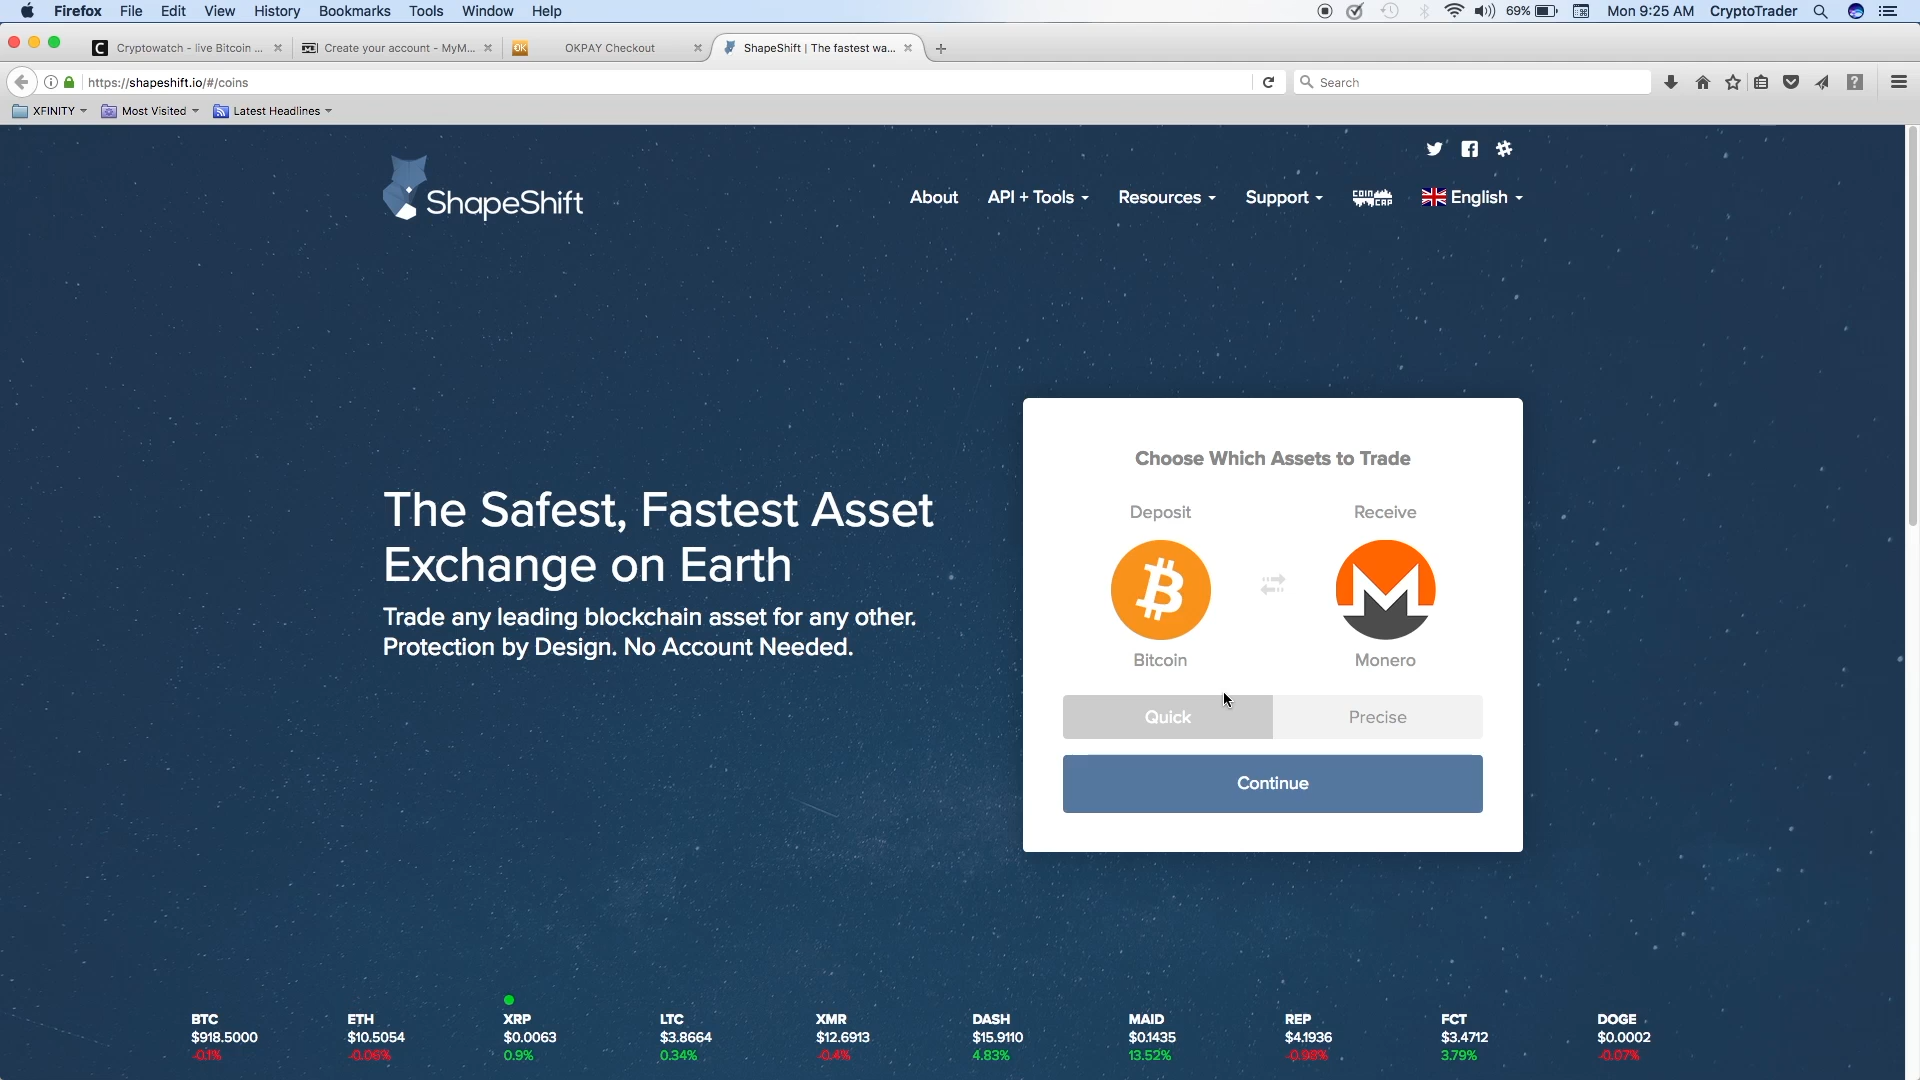 Firefox File Edit View History Bookmarks Tools Window Help 69% Mon 9:25 AM CryptoTrader
Cryptowatch - live Bitcoin ... Create your account - MyM... OKPAY Checkout ShapeShift | The fastest wa...
https://shapeshift.io/#/coins Search
XFINITY Most Visited Latest Headlines
ShapeShift
About API + Tools Resources Support COIN CAP English
Choose Which Assets to Trade
Deposit Receive
Bitcoin Monero
Quick Precise
Continue
The Safest, Fastest Asset
Exchange on Earth
Trade any leading blockchain asset for any other.
Protection by Design. No Account Needed.
BTC ETH XRP LTC XMR DASH MAID REP FCT DOGE
$918.5000 $10.5054 $0.0063 $3.8664 $12.6913 $15.9110 $0.1435 $4.1936 $3.4712 $0.0002
-0.1% -0.06% 0.9% 0.34% -0.4% 4.83% 13.52% -0.98% 3.79% -0.07%